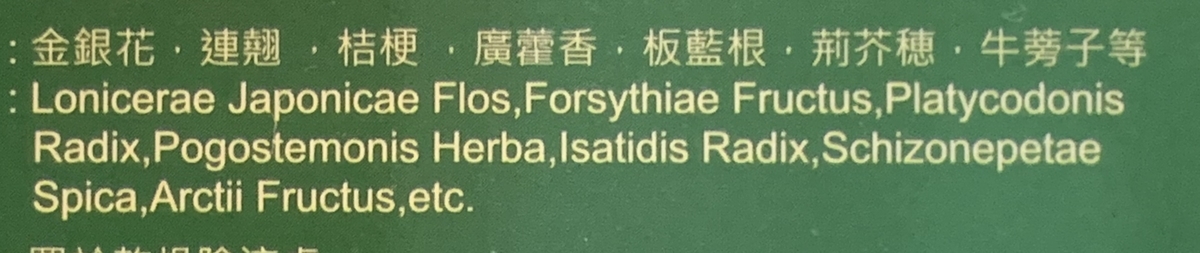 : 金銀花 · 連翹 · 桔梗 · 廣藿香 · 板藍根 · 荊芥穗 · 牛蒡子等
: Lonicerae Japonicae Flos,Forsythiae Fructus,Platycodonis
Radix,Pogostemonis Herba,Isatidis Radix,Schizonepetae
Spica,Arctii Fructus,etc.